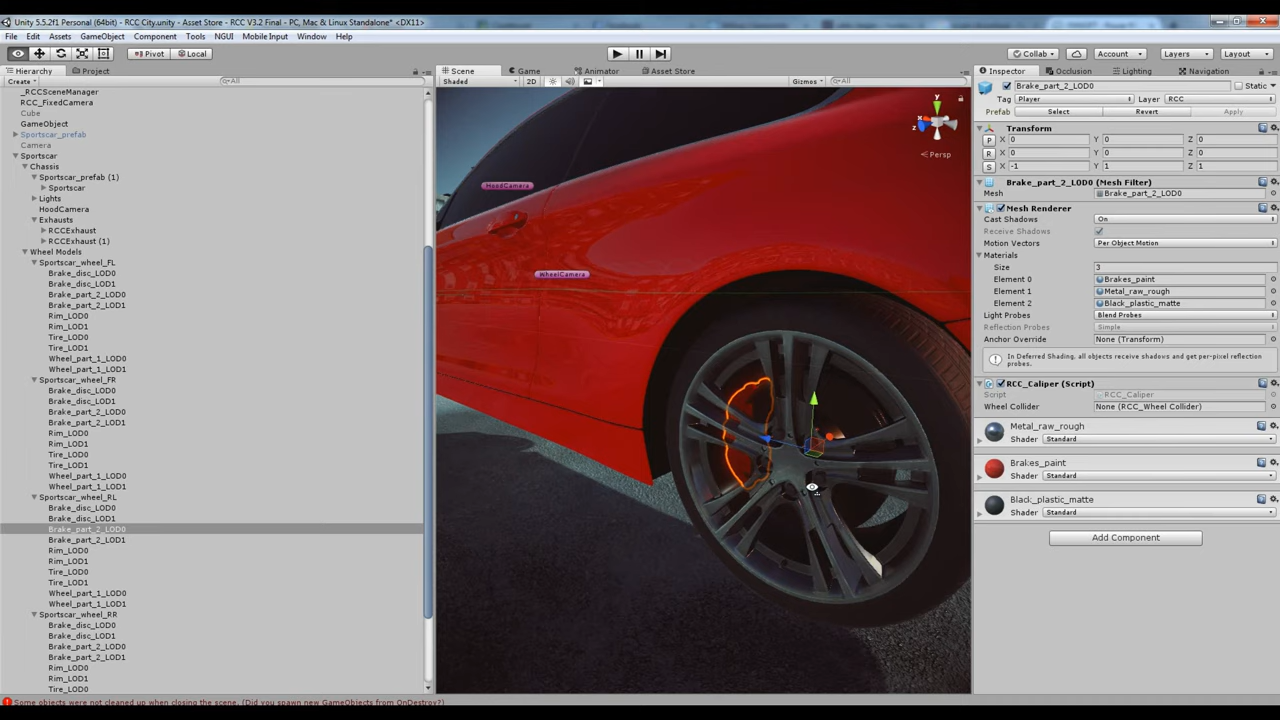 Unity 5.5.2f1 Personal (64bit) - RCC City.unity - Asset Store - RCC V3.2 Final - PC, Mac & Linux Standalone* <DX11>
File Edit Assets GameObject Component Tools NGUI Mobile Input Window Help
Pivot Local Collab Account Layers Layout
Hierarchy Project Scene Game Animator Asset Store Inspector Occlusion Lighting Navigation
Create All Shaded 2D Gizmos All
_RCCSceneManager
RCC_FixedCamera
Cube
GameObject
Sportscar_prefab
Camera
Sportscar
Chassis
Sportscar_prefab (1)
Sportscar
Lights
HoodCamera
Exhausts
RCCExhaust
RCCExhaust (1)
Wheel Models
Sportscar_wheel_FL
Brake_disc_LOD0
Brake_disc_LOD1
Brake_part_2_LOD0
Brake_part_2_LOD1
Rim_LOD0
Rim_LOD1
Tire_LOD0
Tire_LOD1
Wheel_part_1_LOD0
Wheel_part_1_LOD1
Sportscar_wheel_FR
Brake_disc_LOD0
Brake_disc_LOD1
Brake_part_2_LOD0
Brake_part_2_LOD1
Rim_LOD0
Rim_LOD1
Tire_LOD0
Tire_LOD1
Wheel_part_1_LOD0
Wheel_part_1_LOD1
Sportscar_wheel_RL
Brake_disc_LOD0
Brake_disc_LOD1
Brake_part_2_LOD0
Brake_part_2_LOD1
Rim_LOD0
Rim_LOD1
Tire_LOD0
Tire_LOD1
Wheel_part_1_LOD0
Wheel_part_1_LOD1
Sportscar_wheel_RR
Brake_disc_LOD0
Brake_disc_LOD1
Brake_part_2_LOD0
Brake_part_2_LOD1
Rim_LOD0
Rim_LOD1
Tire_LOD0
HoodCamera
WheelCamera
y
x
z
Persp
Brake_part_2_LOD0 Static
Tag Player Layer RCC
Prefab Select Revert Apply
Transform
P X 0 Y 0 Z 0
R X 0 Y 0 Z 0
S X -1 Y 1 Z 1
Brake_part_2_LOD0 (Mesh Filter)
Mesh Brake_part_2_LOD0
Mesh Renderer
Cast Shadows On
Receive Shadows
Motion Vectors Per Object Motion
Materials
Size 3
Element 0 Brakes_paint
Element 1 Metal_raw_rough
Element 2 Black_plastic_matte
Light Probes Blend Probes
Reflection Probes Simple
Anchor Override None (Transform)
In Deferred Shading, all objects receive shadows and get per-pixel reflection
probes.
RCC_Caliper (Script)
Script RCC_Caliper
Wheel Collider None (RCC_Wheel Collider)
Metal_raw_rough
Shader Standard
Brakes_paint
Shader Standard
Black_plastic_matte
Shader Standard
Add Component
Some objects were not cleaned up when closing the scene. (Did you spawn new GameObjects from OnDestroy?)